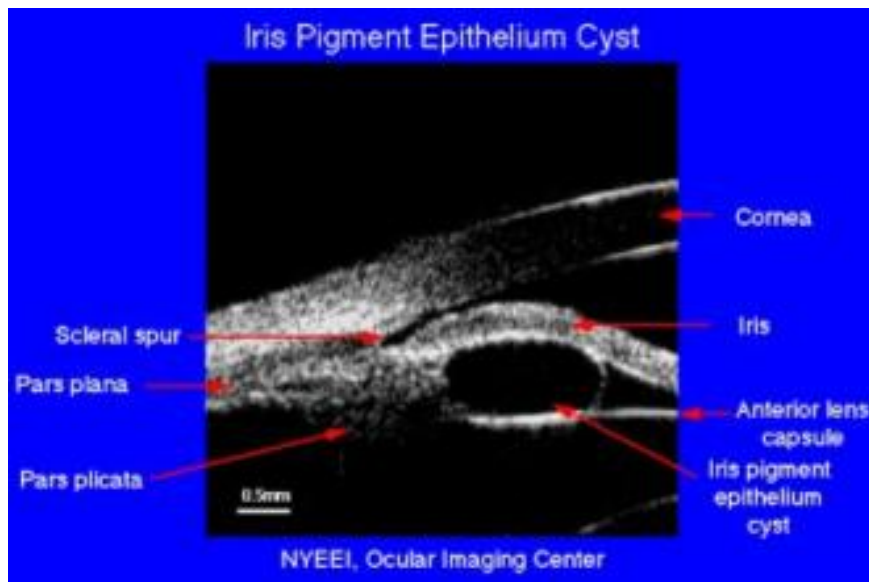 Iris Pigment Epithelium Cyst
Cornea
Scleral spur
Iris
Pars plana
Anterior lens
capsule
Pars plicata
Iris pigment
epithelium
cyst
0.5mm
NYEEI, Ocular Imaging Center